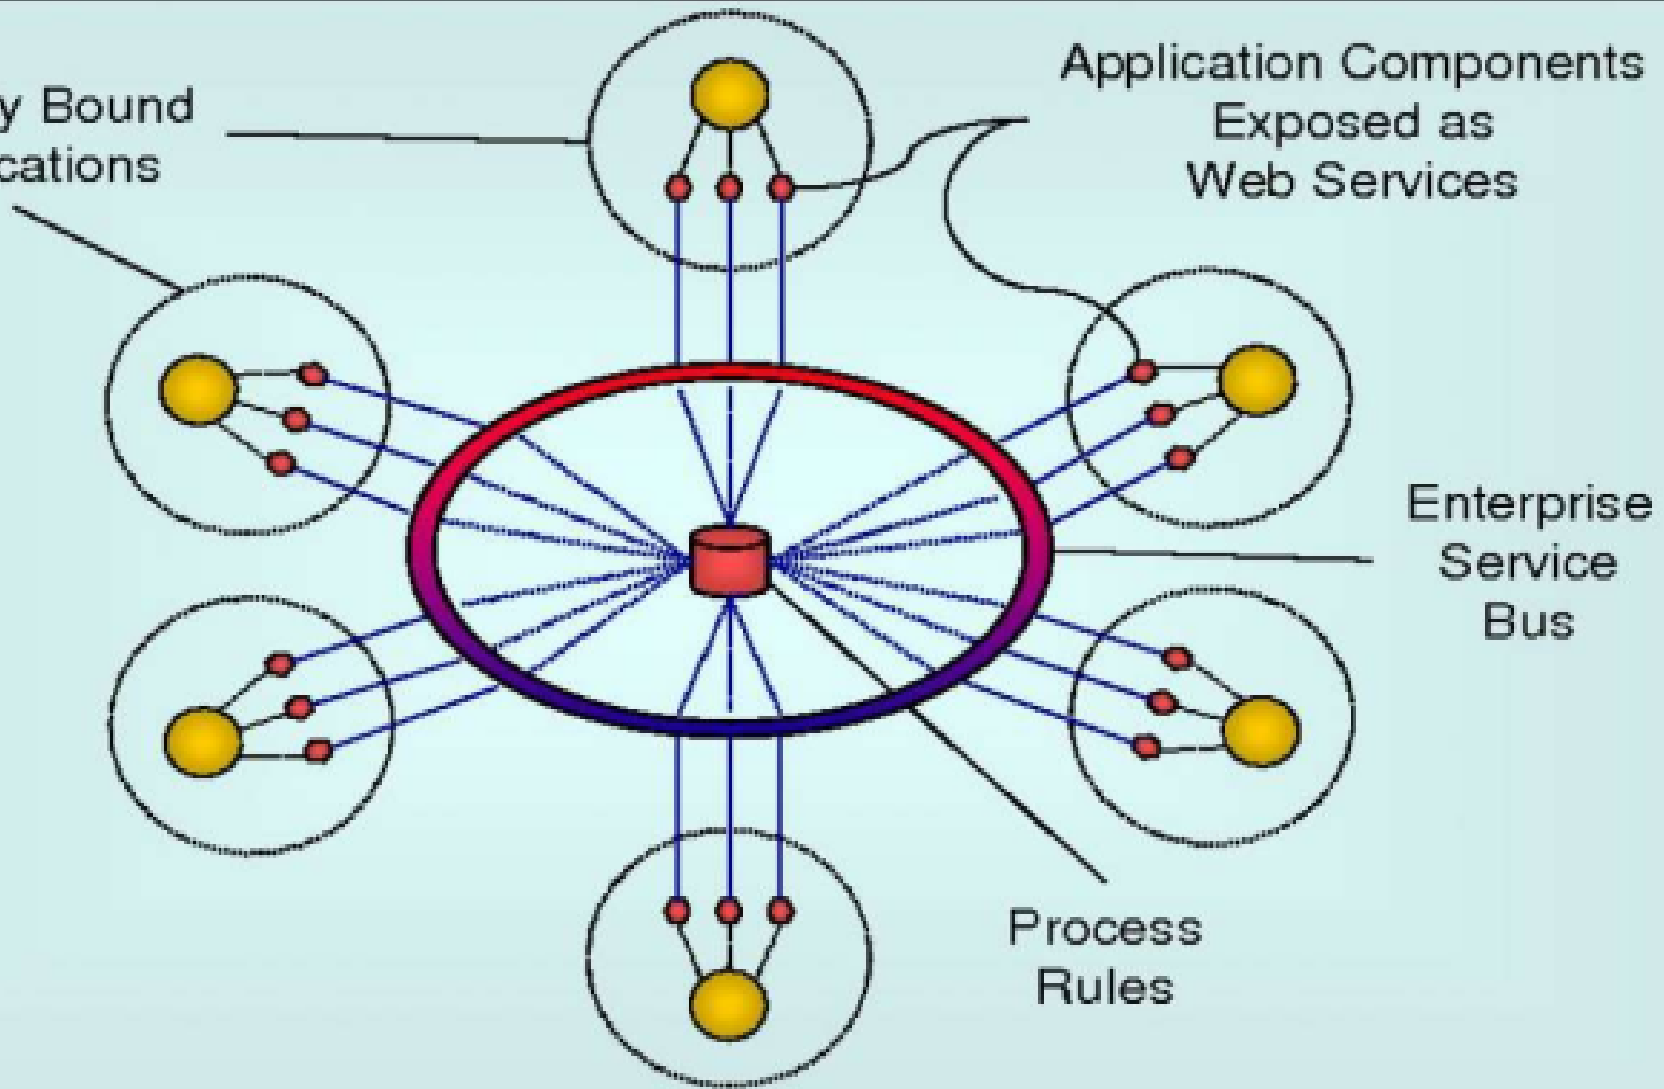 y Bound
cations
Application Components
Exposed as
Web Services
Enterprise
Service
Bus
Process
Rules